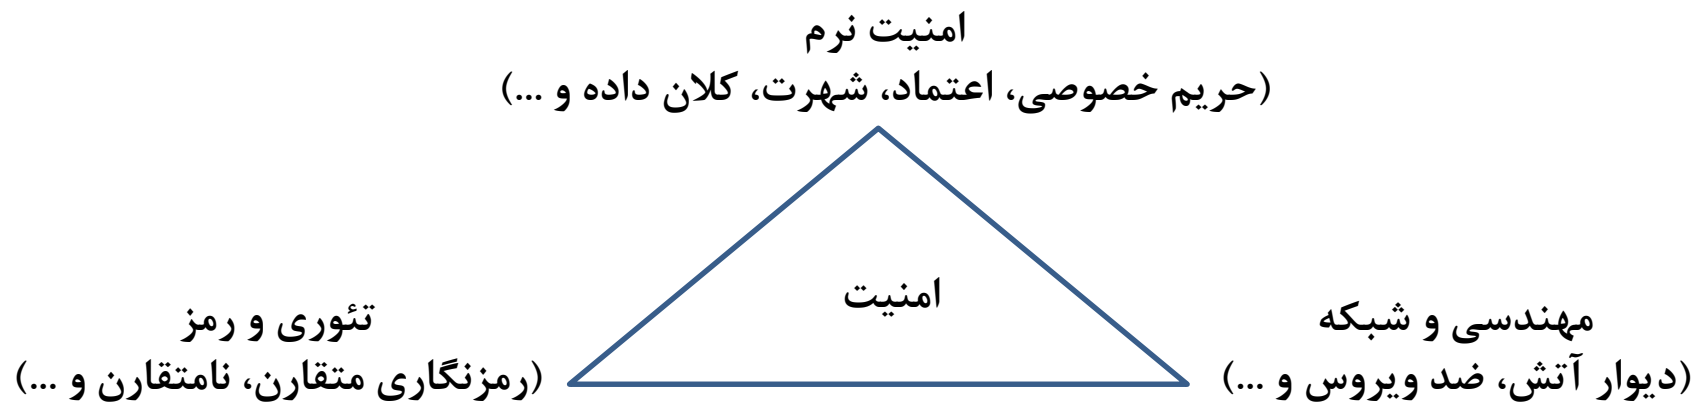 امنیت نرم
(حریم خصوصی، اعتماد، شهرت، کلان داده و ...)
امنیت
مهندسی و شبکه
(دیوار آتش، ضد ویروس و ...)
تئوری و رمز
(رمزنگاری متقارن، نامتقارن و ...)